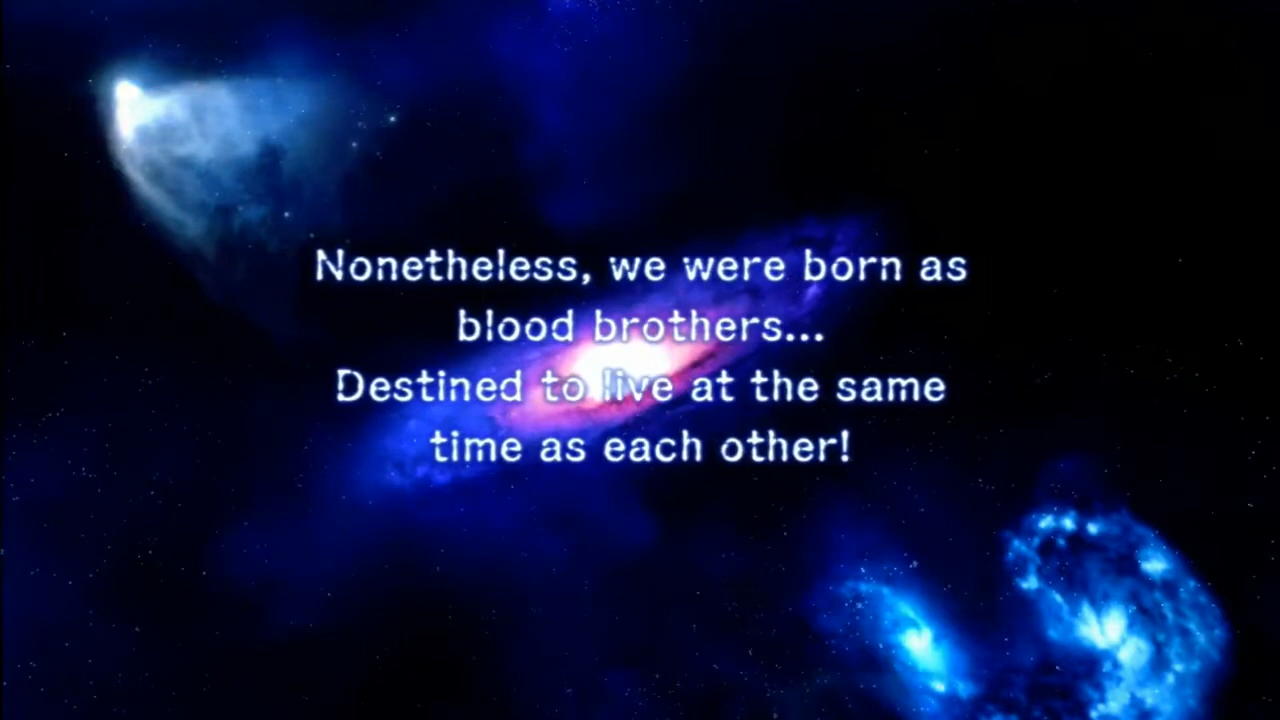 Nonetheless, we were born as
blood brothers...
Destined to live at the same
time as each other!